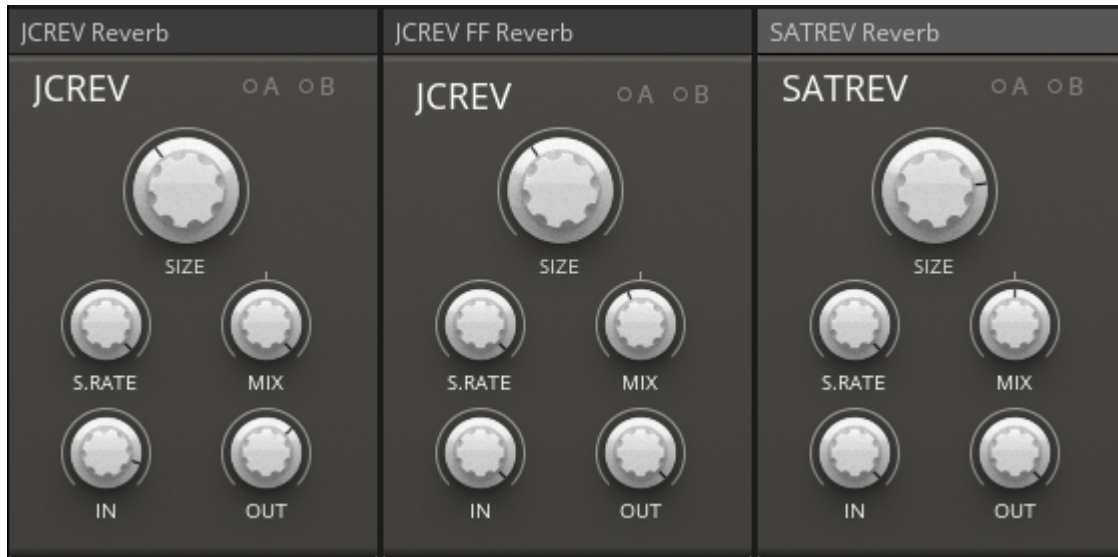 JCREV Reverb
JCREV
A B
SIZE
S.RATE MIX
IN OUT
JCREV FF Reverb
JCREV
A B
SIZE
S.RATE MIX
IN OUT
SATREV Reverb
SATREV
A B
SIZE
S.RATE MIX
IN OUT